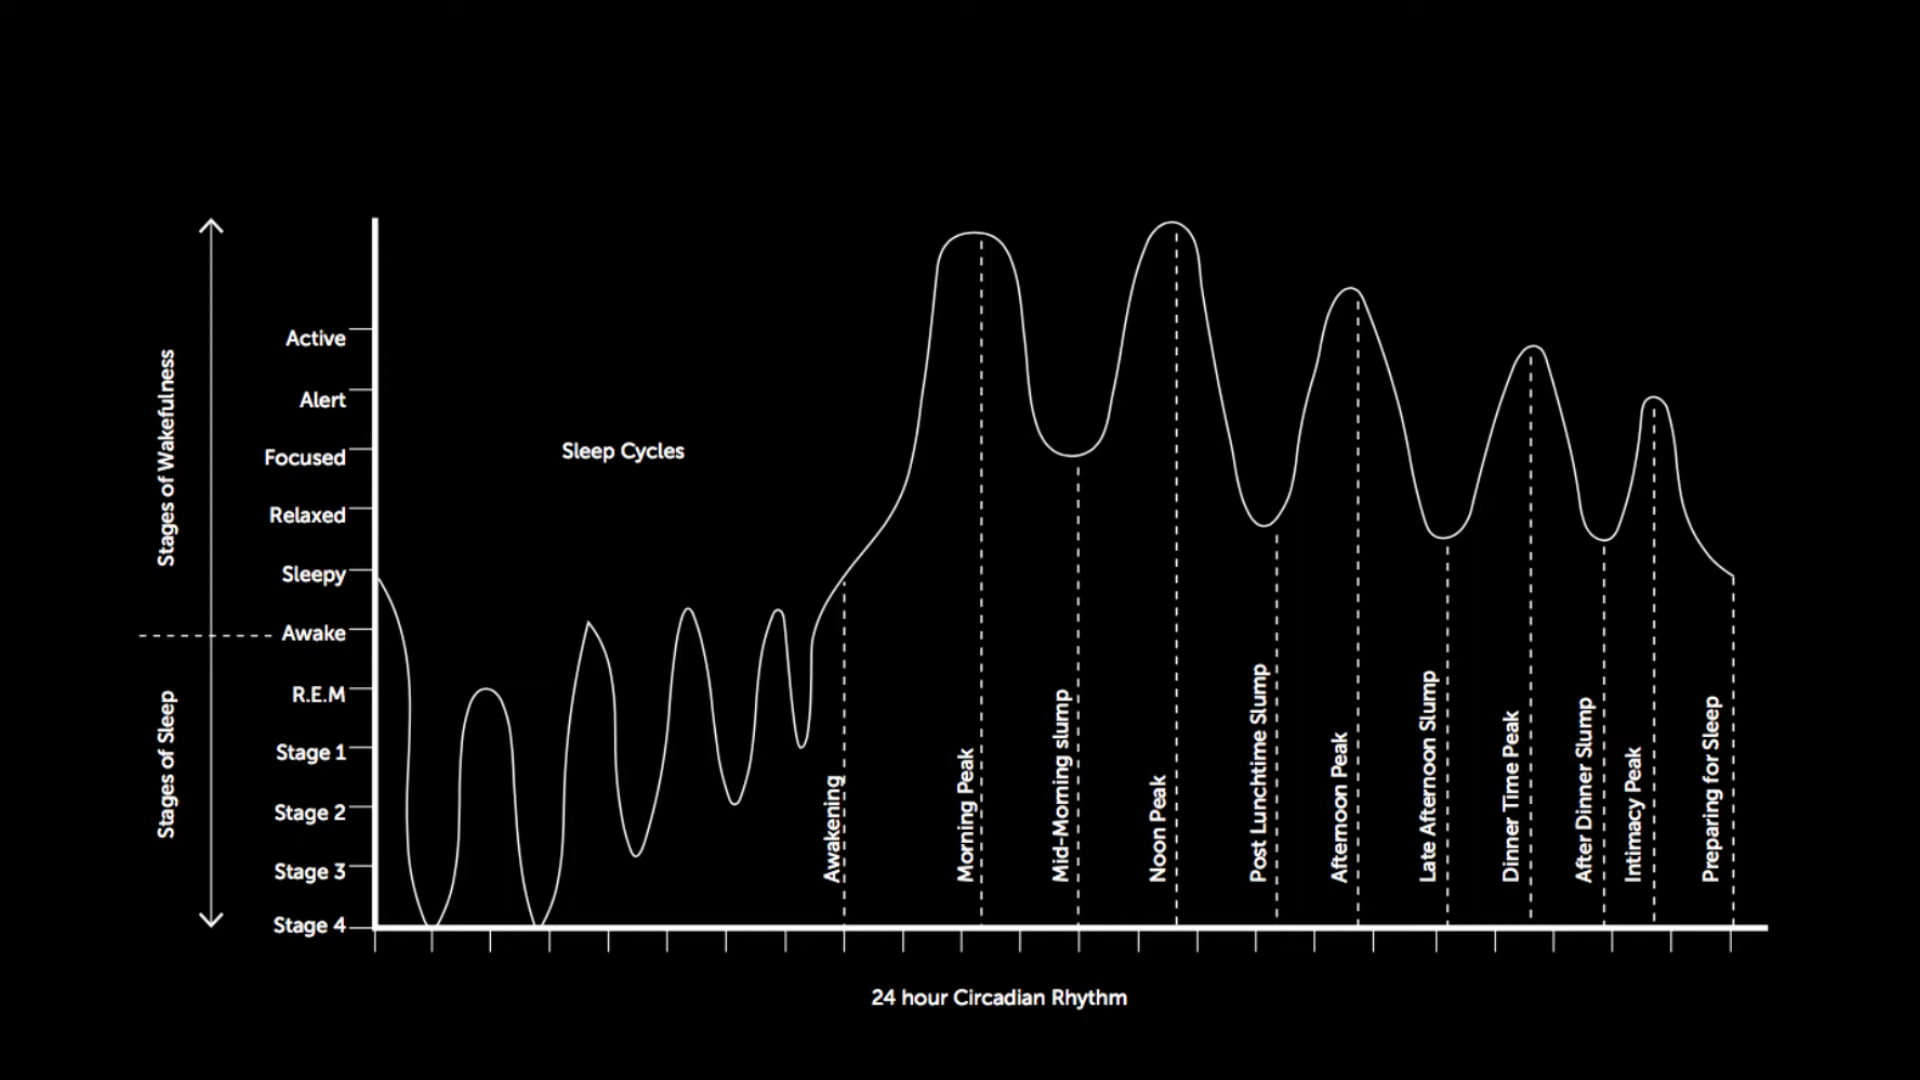 Stages of Wakefulness
Stages of Sleep
Active
Alert
Focused
Relaxed
Sleepy
Awake
R.E.M
Stage 1
Stage 2
Stage 3
Stage 4
Sleep Cycles
Awakening
Morning Peak
Mid-Morning slump
Noon Peak
Post Lunchtime Slump
Afternoon Peak
Late Afternoon Slump
Dinner Time Peak
After Dinner Slump
Intimacy Peak
Preparing for Sleep
24 hour Circadian Rhythm